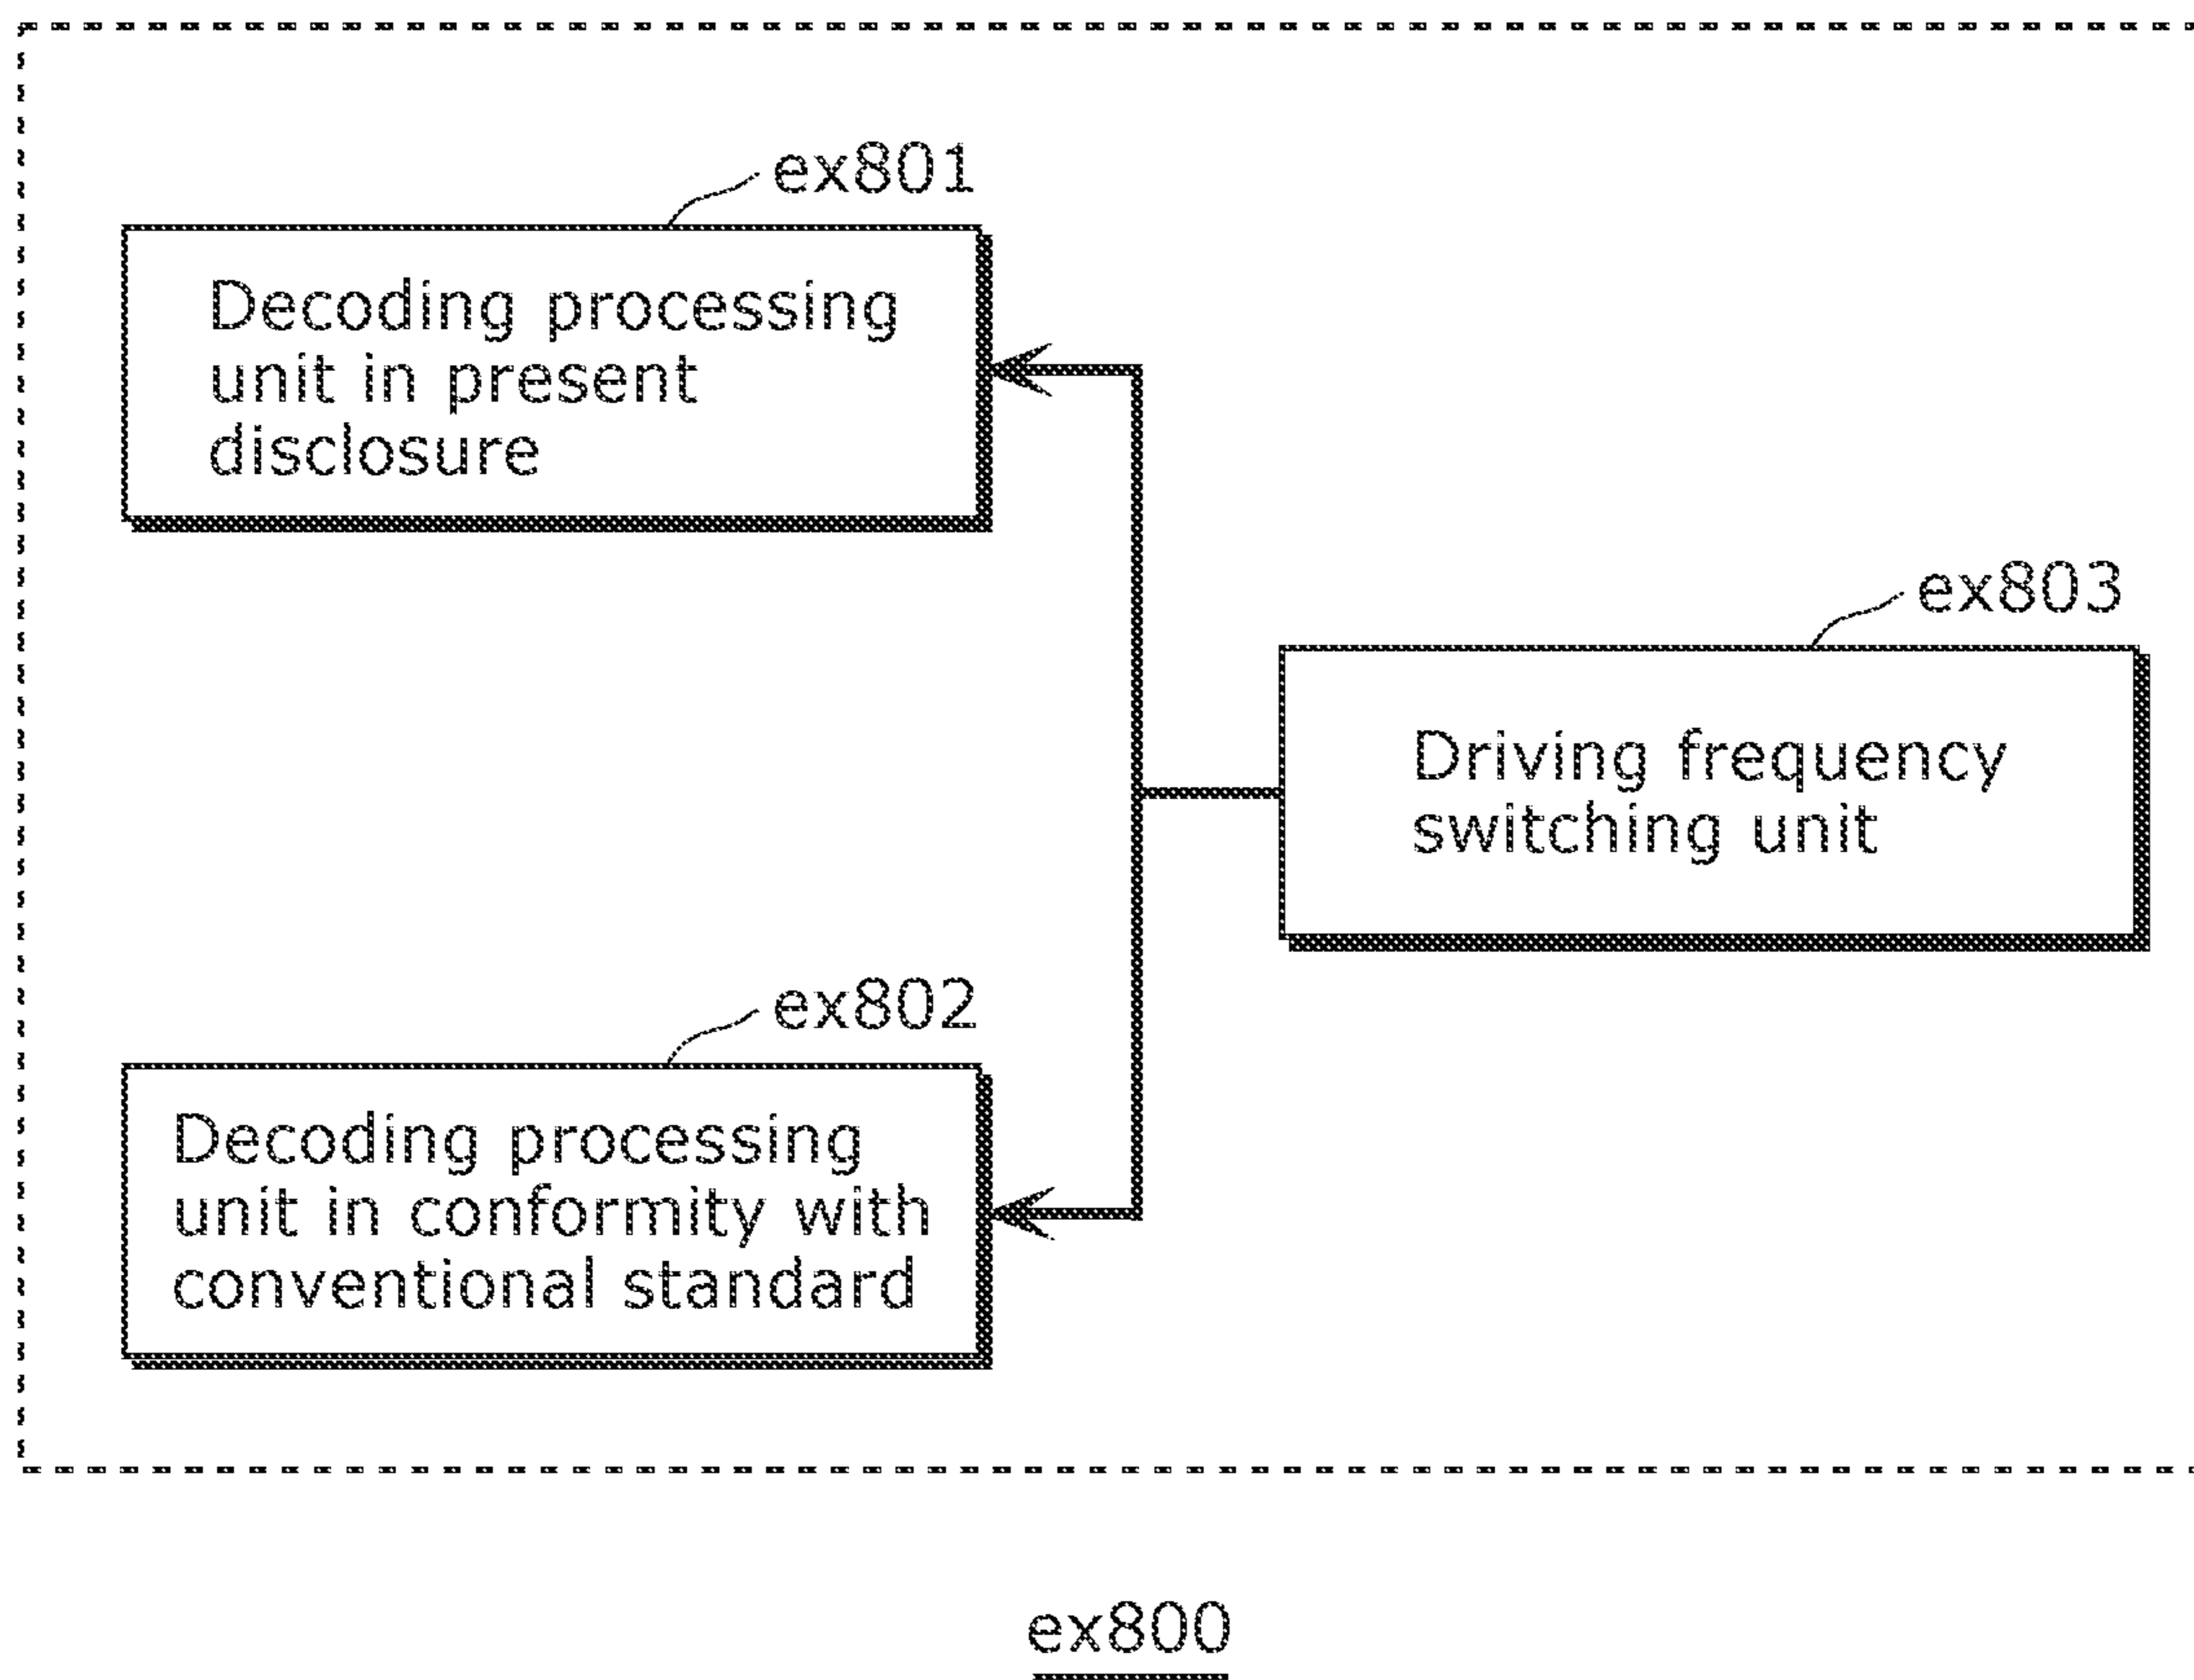 ex801
Decoding processing
unit in present
disclosure
ex803
Driving frequency
switching unit
ex802
Decoding processing
unit in conformity with
conventional standard
ex800